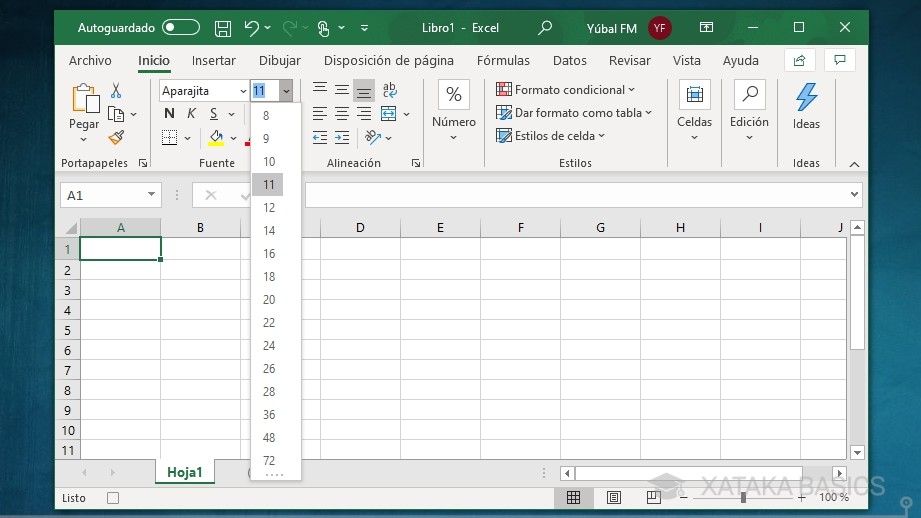 Autoguardado Libro1 - Excel Yúbal FM YF
Archivo Inicio Insertar Dibujar Disposición de página Fórmulas Datos Revisar Vista Ayuda
Aparajita 11
Pegar
N K S
ab
%
Número
Formato condicional
Dar formato como tabla
Estilos de celda
Celdas
Edición
Ideas
Portapapeles Fuente Alineación Estilos Ideas
8
9
10
11
12
14
16
18
20
22
24
26
28
36
48
72
A1
A B D E F G H I J
1
2
3
4
5
6
7
8
9
10
11
Hoja1
Listo 100 %
XATAKA BASICS